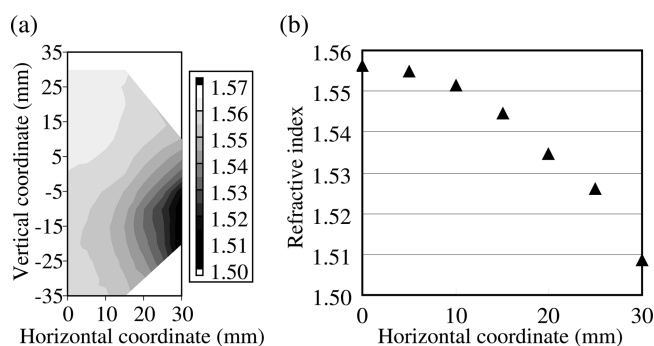 (a)
Vertical coordinate (mm)
35
25
15
5
-5
-15
-25
-35
0 10 20 30
Horizontal coordinate (mm)
1.57
1.56
1.55
1.54
1.53
1.52
1.51
1.50
(b)
Refractive index
1.56
1.55
1.54
1.53
1.52
1.51
1.50
0 10 20 30
Horizontal coordinate (mm)